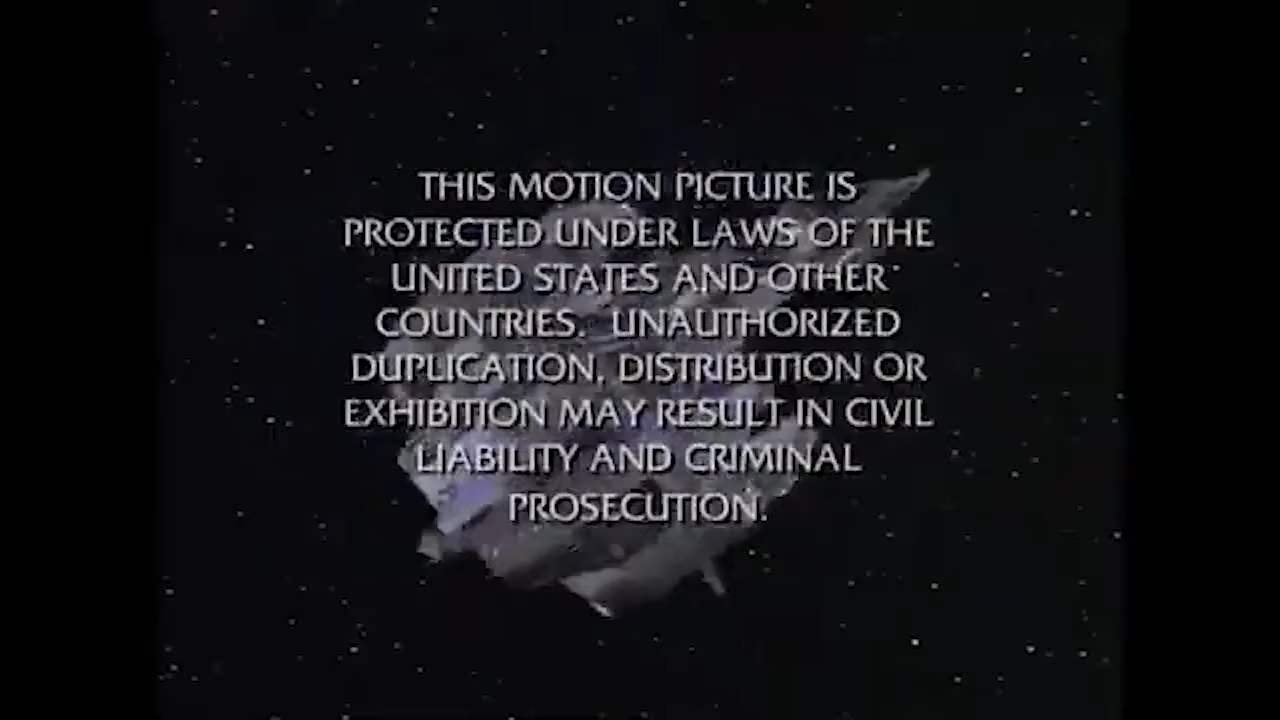 THIS MOTION PICTURE IS
PROTECTED UNDER LAWS OF THE
UNITED STATES AND OTHER
COUNTRIES. UNAUTHORIZED
DUPLICATION, DISTRIBUTION OR
EXHIBITION MAY RESULT IN CIVIL
LIABILITY AND CRIMINAL
PROSECUTION.